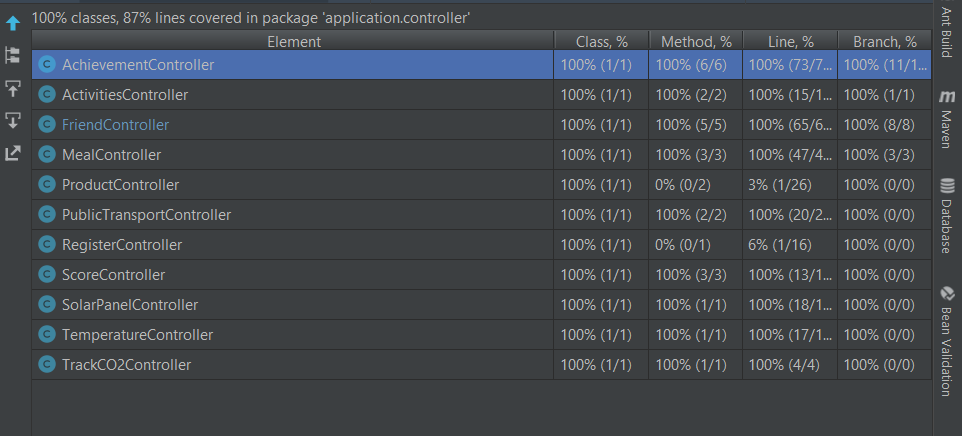 100% classes, 87% lines covered in package 'application.controller'
Element Class, % Method, % Line, % Branch, %
C AchievementController 100% (1/1) 100% (6/6) 100% (73/7... 100% (11/1...
C ActivitiesController 100% (1/1) 100% (2/2) 100% (15/1... 100% (1/1)
C FriendController 100% (1/1) 100% (5/5) 100% (65/6... 100% (8/8)
C MealController 100% (1/1) 100% (3/3) 100% (47/4... 100% (3/3)
C ProductController 100% (1/1) 0% (0/2) 3% (1/26) 100% (0/0)
C PublicTransportController 100% (1/1) 100% (2/2) 100% (20/2... 100% (0/0)
C RegisterController 100% (1/1) 0% (0/1) 6% (1/16) 100% (0/0)
C ScoreController 100% (1/1) 100% (3/3) 100% (13/1... 100% (0/0)
C SolarPanelController 100% (1/1) 100% (1/1) 100% (18/1... 100% (0/0)
C TemperatureController 100% (1/1) 100% (1/1) 100% (17/1... 100% (0/0)
C TrackCO2Controller 100% (1/1) 100% (1/1) 100% (4/4) 100% (0/0)
Ant Build
m Maven
Database
Bean Validation